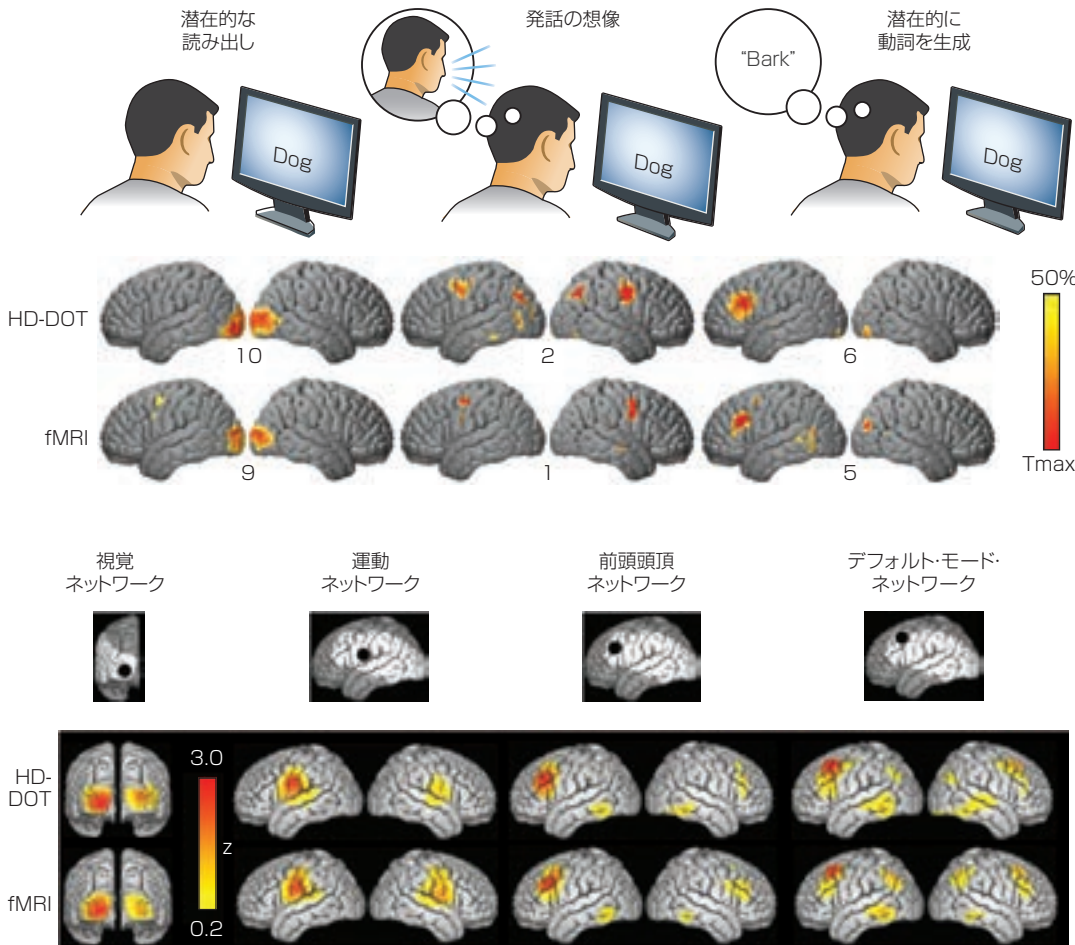 潜在的な
読み出し
発話の想像
潜在的に
動詞を生成
"Bark"
Dog
Dog
Dog
HD-DOT
10
2
6
50%
fMRI
9
1
5
Tmax
視覚
ネットワーク
運動
ネットワーク
前頭頭頂
ネットワーク
デフォルト・モード・
ネットワーク
HD-
DOT
3.0
z
fMRI
0.2